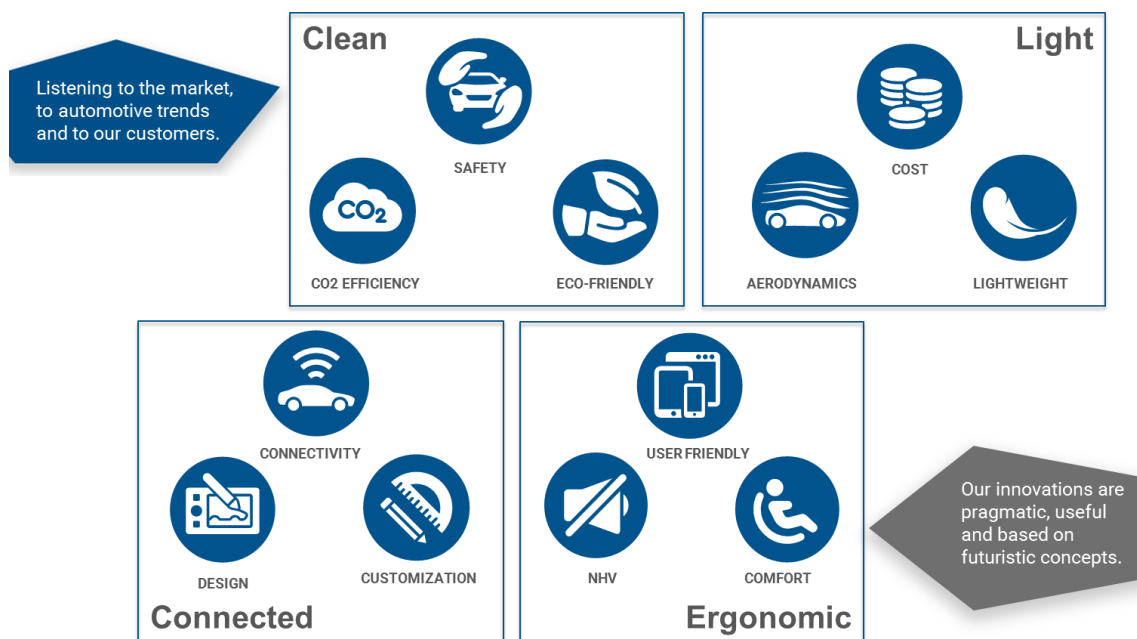 Listening to the market,
to automotive trends
and to our customers.
Clean
SAFETY
CO2
CO2 EFFICIENCY
ECO-FRIENDLY
Light
COST
AERODYNAMICS
LIGHTWEIGHT
CONNECTIVITY
DESIGN
CUSTOMIZATION
Connected
USER FRIENDLY
NHV
COMFORT
Ergonomic
Our innovations are
pragmatic, useful
and based on
futuristic concepts.